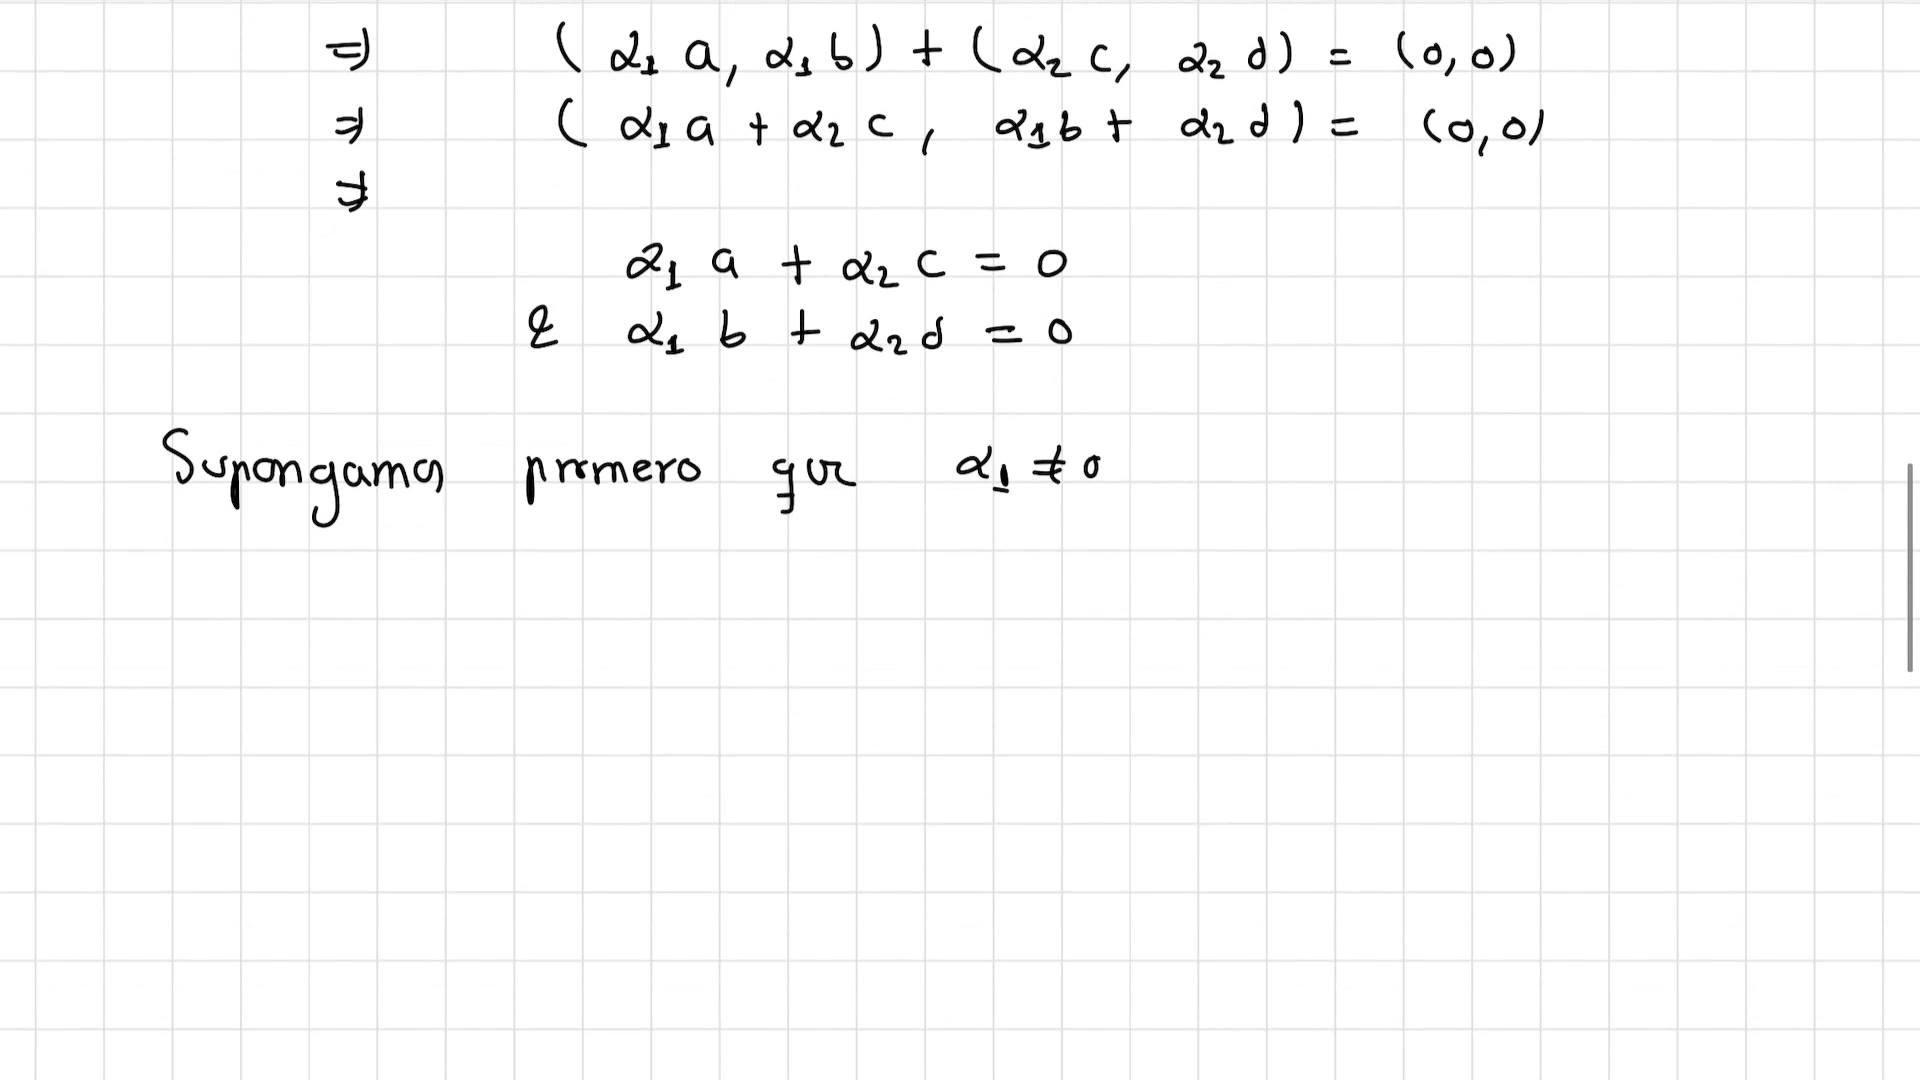 ⇒ (α₁ a, α₁ b) + (α₂ c, α₂ d) = (0,0)
⇒ (α₁ a + α₂ c, α₁ b + α₂ d) = (0,0)
⇒
α₁ a + α₂ c = 0
& α₁ b + α₂ d = 0
Supongamos primero que α₁ ≠ 0